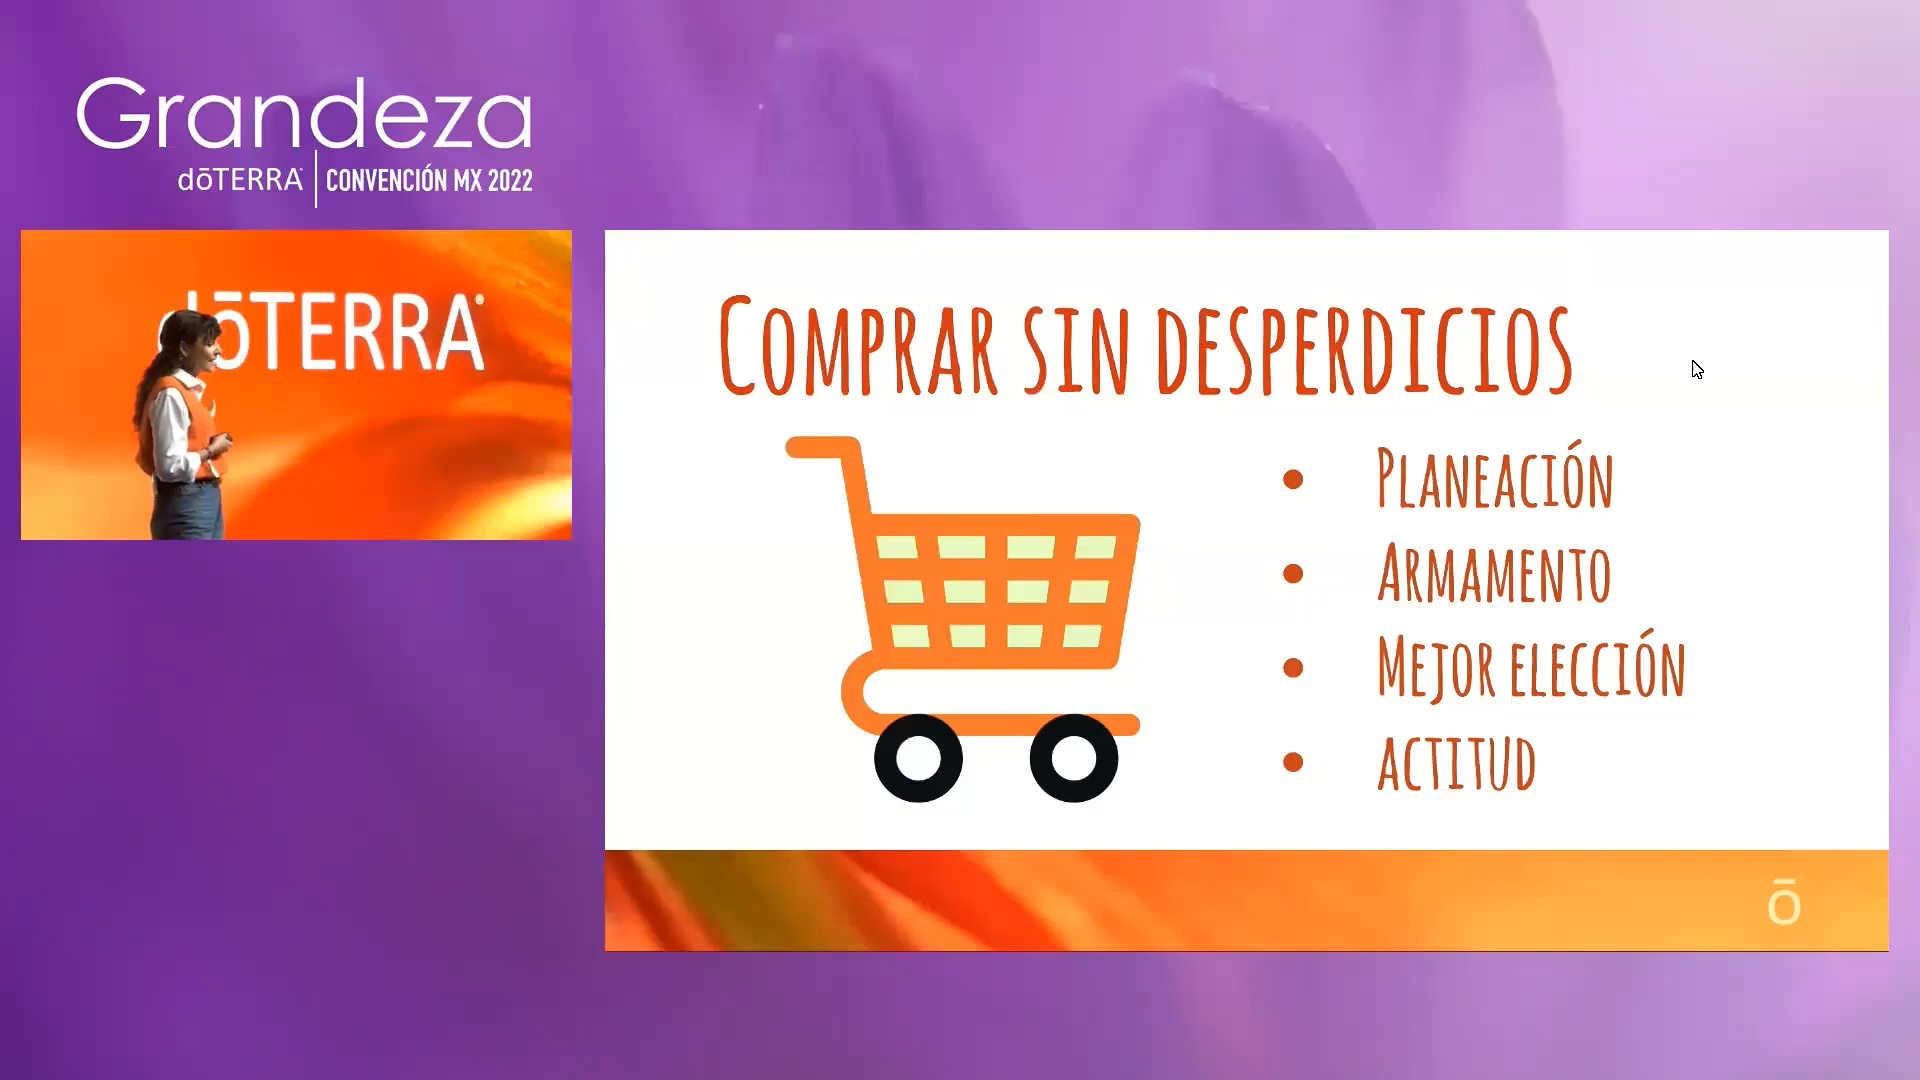 Grandeza
dōTERRA® | CONVENCIÓN MX 2022
dōTERRA®
COMPRAR SIN DESPERDICIOS
• PLANEACIÓN
• ARMAMENTO
• MEJOR ELECCIÓN
• ACTITUD
ō